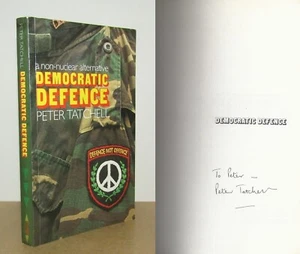 PETER TATCHELL
DEMOCRATIC DEFENCE
a non-nuclear alternative
DEMOCRATIC
DEFENCE
PETER TATCHELL
DEFENCE NOT OFFENCE
DEMOCRATIC DEFENCE
To Peter –
Peter Tatchell